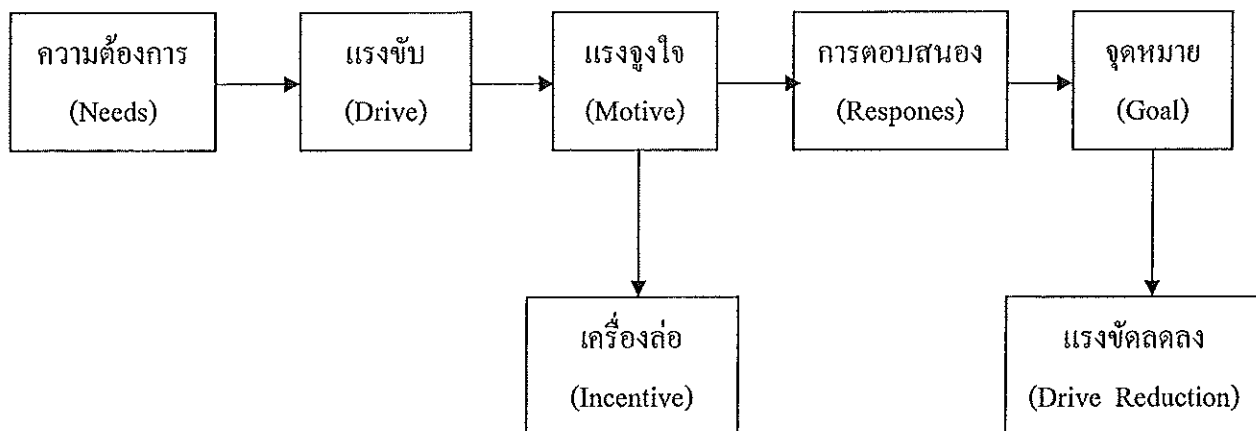 ความต้องการ
(Needs)
แรงขับ
(Drive)
แรงจูงใจ
(Motive)
การตอบสนอง
(Respones)
จุดหมาย
(Goal)
เครื่องล่อ
(Incentive)
แรงขัดลดลง
(Drive Reduction)